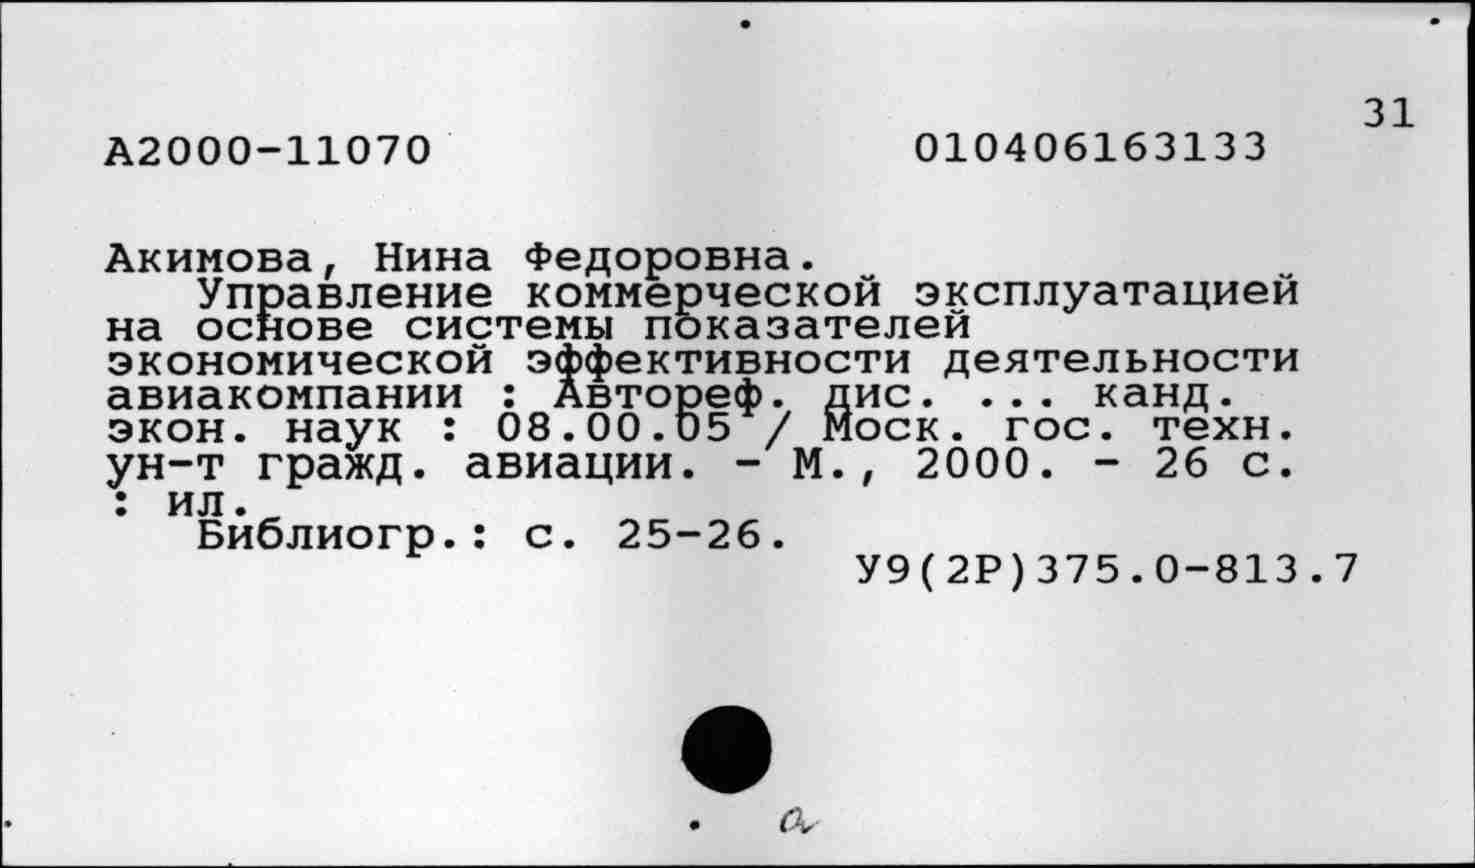 31
А2000-11070 010406163133
Акимова, Нина Федоровна.
Управление коммерческой эксплуатацией
на основе системы показателей
экономической эффективности деятельности
авиакомпании : Автореф. дис. ... канд.
экон. наук : 08.00.05 / Моск. гос. техн.
ун-т гражд. авиации. - М., 2000. - 26 с.
: ил.
Библиогр.: с. 25-26.
У9(2Р)375.0-813.7
а